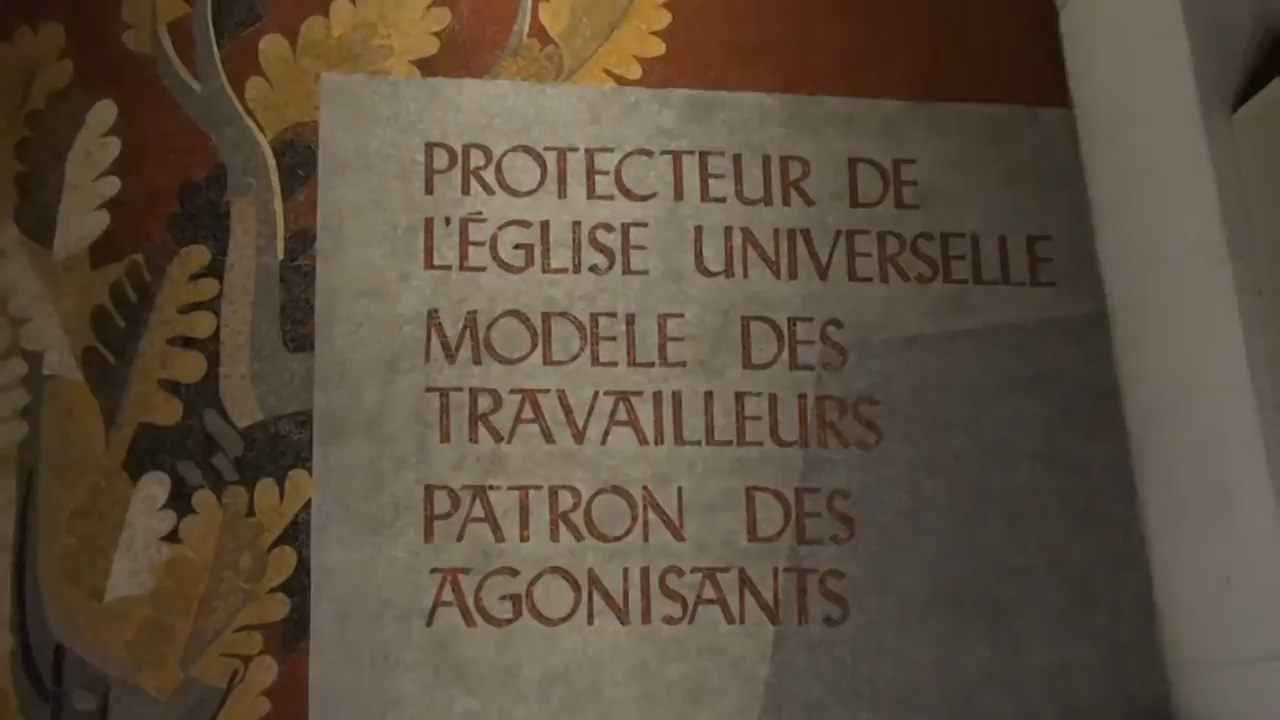 PROTECTEUR DE
L'ÉGLISE UNIVERSELLE
MODELE DES
TRAVAILLEURS
PATRON DES
AGONISANTS